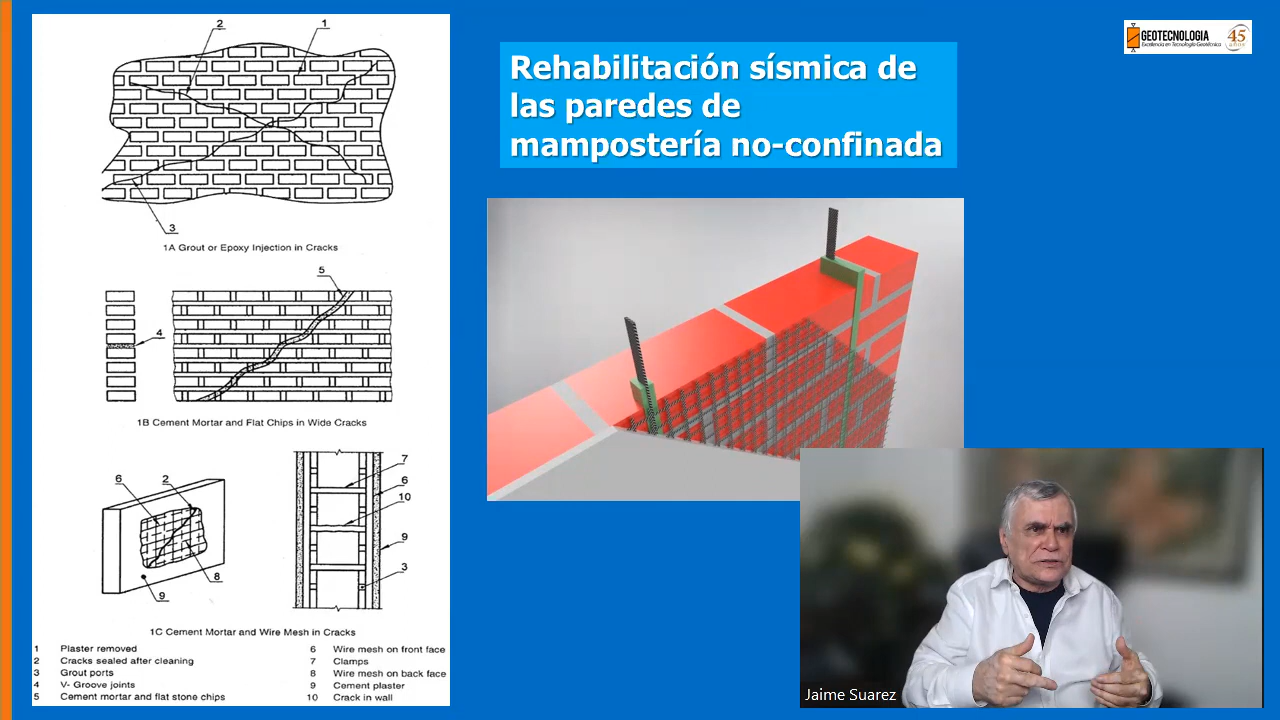 2
1
3
1A Grout or Epoxy Injection in Cracks
5
4
1B Cement Mortar and Flat Chips in Wide Cracks
6
2
9
8
7
6
10
9
3
1C Cement Mortar and Wire Mesh in Cracks
1 Plaster removed
2 Cracks sealed after cleaning
3 Grout ports
4 V- Groove joints
5 Cement mortar and flat stone chips
6 Wire mesh on front face
7 Clamps
8 Wire mesh on back face
9 Cement plaster
10 Crack in wall
Rehabilitación sísmica de
las paredes de
mampostería no-confinada
GEOTECNOLOGIA
Excelencia en Tecnología Geotécnica
45
Jaime Suarez